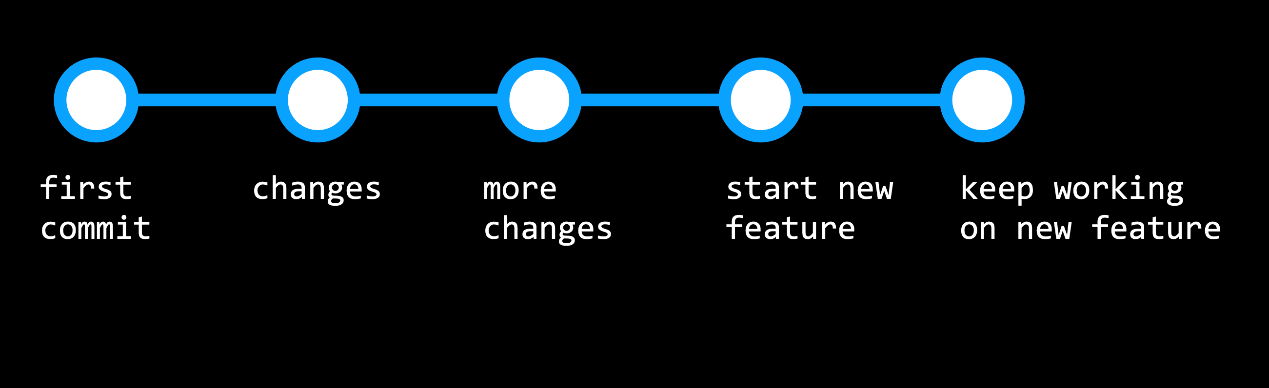 first
commit
changes
more
changes
start new
feature
keep working
on new feature